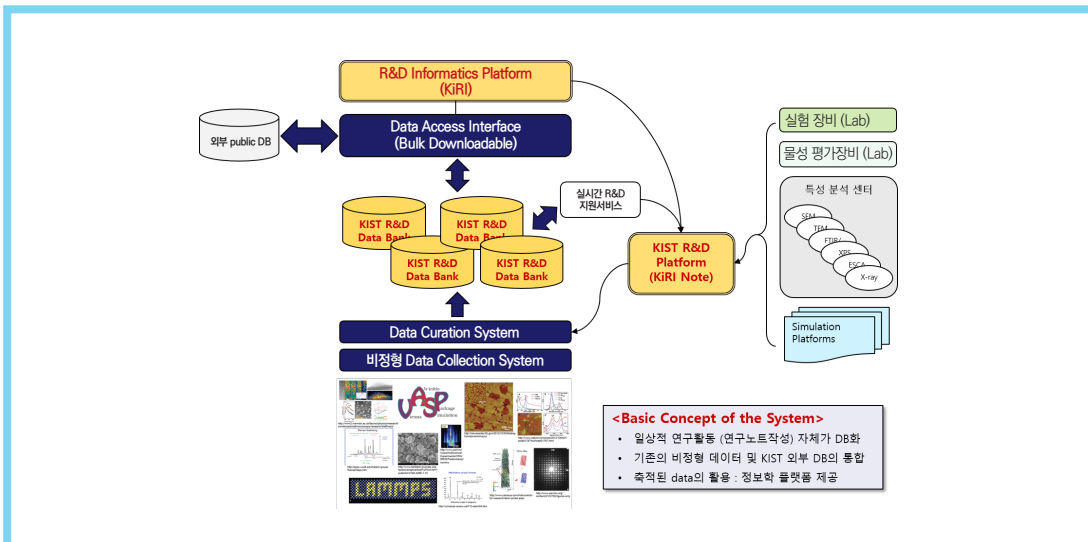 R&D Informatics Platform
(KiRI)
외부 public DB
Data Access Interface
(Bulk Downloadable)
실시간 R&D
지원서비스
KIST R&D
Data Bank
KIST R&D
Data Bank
KIST R&D
Data Bank
KIST R&D
Data Bank
KIST R&D
Platform
(KiRI Note)
실험 장비 (Lab)
물성 평가장비 (Lab)
특성 분석 센터
SEM
TEM
FTIR/
XPS
ESCA
X-ray
Simulation
Platforms
Data Curation System
비정형 Data Collection System
VASP
LAMMPS
<Basic Concept of the System>
• 일상적 연구활동 (연구노트작성) 자체가 DB화
• 기존의 비정형 데이터 및 KIST 외부 DB의 통합
• 축적된 data의 활용 : 정보학 플랫폼 제공